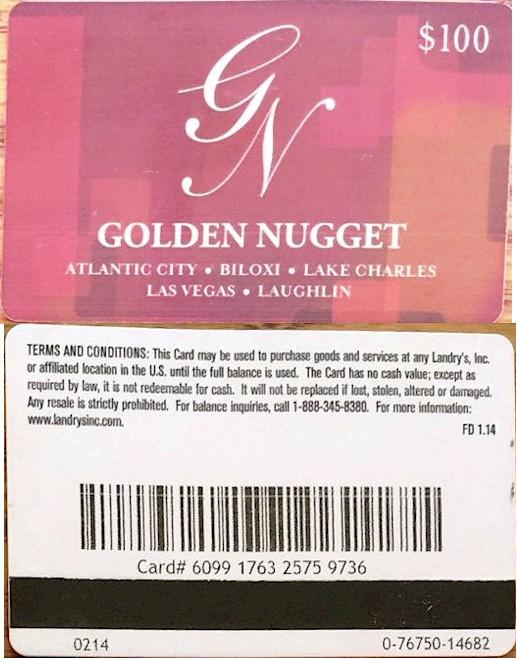 $100
GN
GOLDEN NUGGET
ATLANTIC CITY • BILOXI • LAKE CHARLES
LAS VEGAS • LAUGHLIN
TERMS AND CONDITIONS: This Card may be used to purchase goods and services at any Landry's, Inc.
or affiliated location in the U.S. until the full balance is used. The Card has no cash value; except as
required by law, it is not redeemable for cash. It will not be replaced if lost, stolen, altered or damaged.
Any resale is strictly prohibited. For balance inquiries, call 1-888-345-8380. For more information:
www.landrysinc.com.
FD 1.14
Card# 6099 1763 2575 9736
0214
0-76750-14682